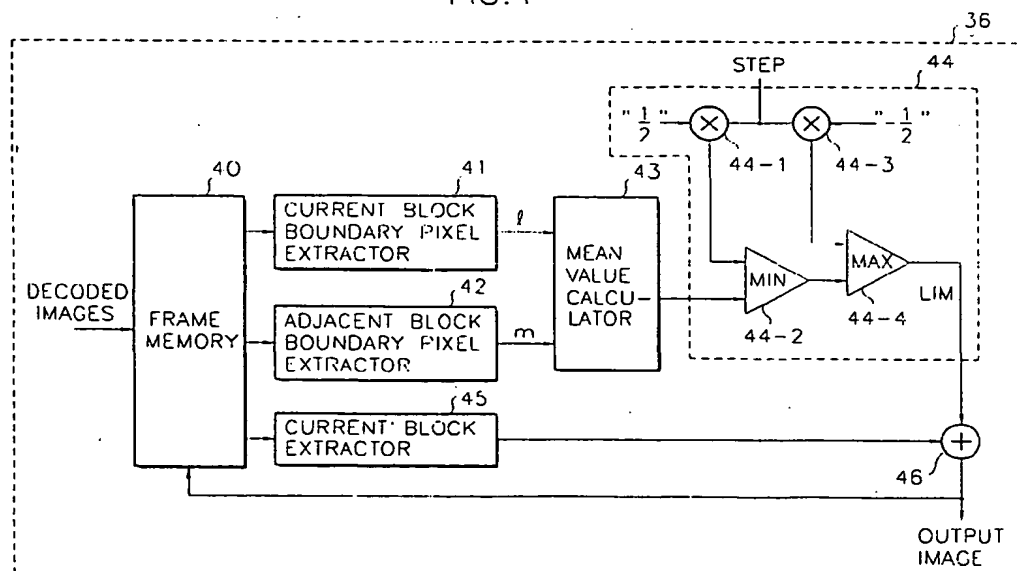 36
44
STEP
" 1/2 "
"-1/2 "
44-1
44-3
40
41
43
CURRENT BLOCK
BOUNDARY PIXEL
EXTRACTOR
ℓ
MEAN
VALUE
CALCU-
LATOR
MIN
MAX
LIM
DECODED
IMAGES
FRAME
MEMORY
42
ADJACENT BLOCK
BOUNDARY PIXEL
EXTRACTOR
m
44-2
44-4
45
CURRENT BLOCK
EXTRACTOR
46
OUTPUT
IMAGE